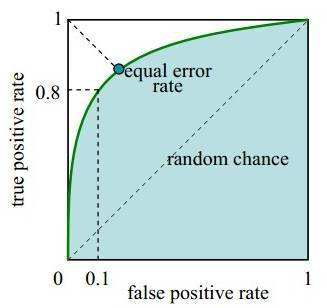 1
equal error
rate
0.8
true positive rate
random chance
0
0.1
1
false positive rate